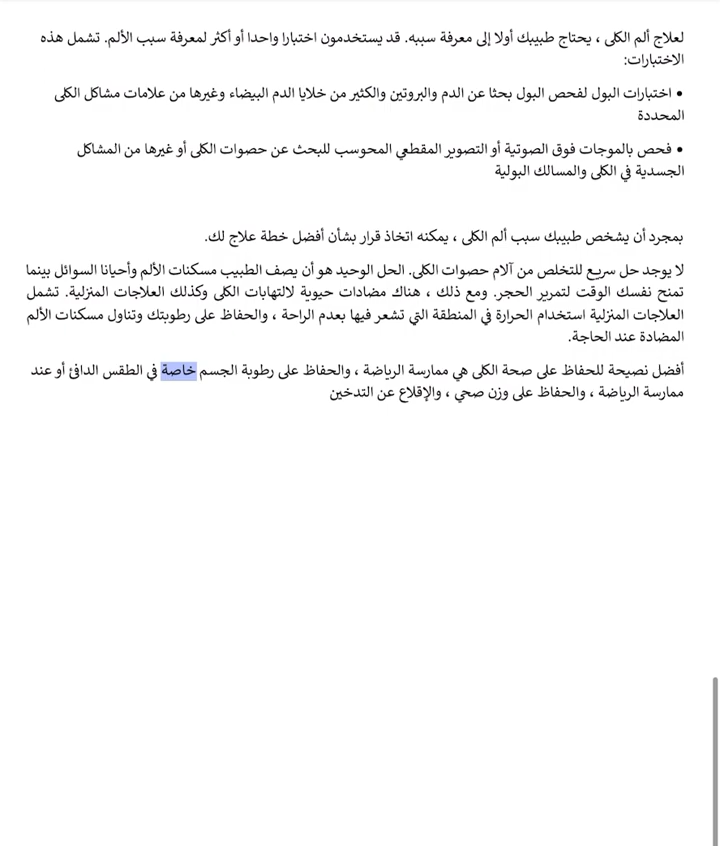 لعلاج ألم الكلى ، يحتاج طبيبك أولا إلى معرفة سببه. قد يستخدمون اختبارا واحدا أو أكثر لمعرفة سبب الألم. تشمل هذه
الاختبارات:
• اختبارات البول لفحص البول بحثا عن الدم والبروتين والكثير من خلايا الدم البيضاء وغيرها من علامات مشاكل الكلى
المحددة
• فحص بالموجات فوق الصوتية أو التصوير المقطعي المحوسب للبحث عن حصوات الكلى أو غيرها من المشاكل
الجسدية في الكلى والمسالك البولية
بمجرد أن يشخص طبيبك سبب ألم الكلى ، يمكنه اتخاذ قرار بشأن أفضل خطة علاج لك.
لا يوجد حل سريع للتخلص من آلام حصوات الكلى. الحل الوحيد هو أن يصف الطبيب مسكنات الألم وأحيانا السوائل بينما
تمنح نفسك الوقت لتمرير الحجر. ومع ذلك ، هناك مضادات حيوية لالتهابات الكلى وكذلك العلاجات المنزلية. تشمل
العلاجات المنزلية استخدام الحرارة في المنطقة التي تشعر فيها بعدم الراحة ، والحفاظ على رطوبتك وتناول مسكنات الألم
المضادة عند الحاجة.
أفضل نصيحة للحفاظ على صحة الكلى هي ممارسة الرياضة ، والحفاظ على رطوبة الجسم خاصة في الطقس الدافئ أو عند
ممارسة الرياضة ، والحفاظ على وزن صحي ، والإقلاع عن التدخين